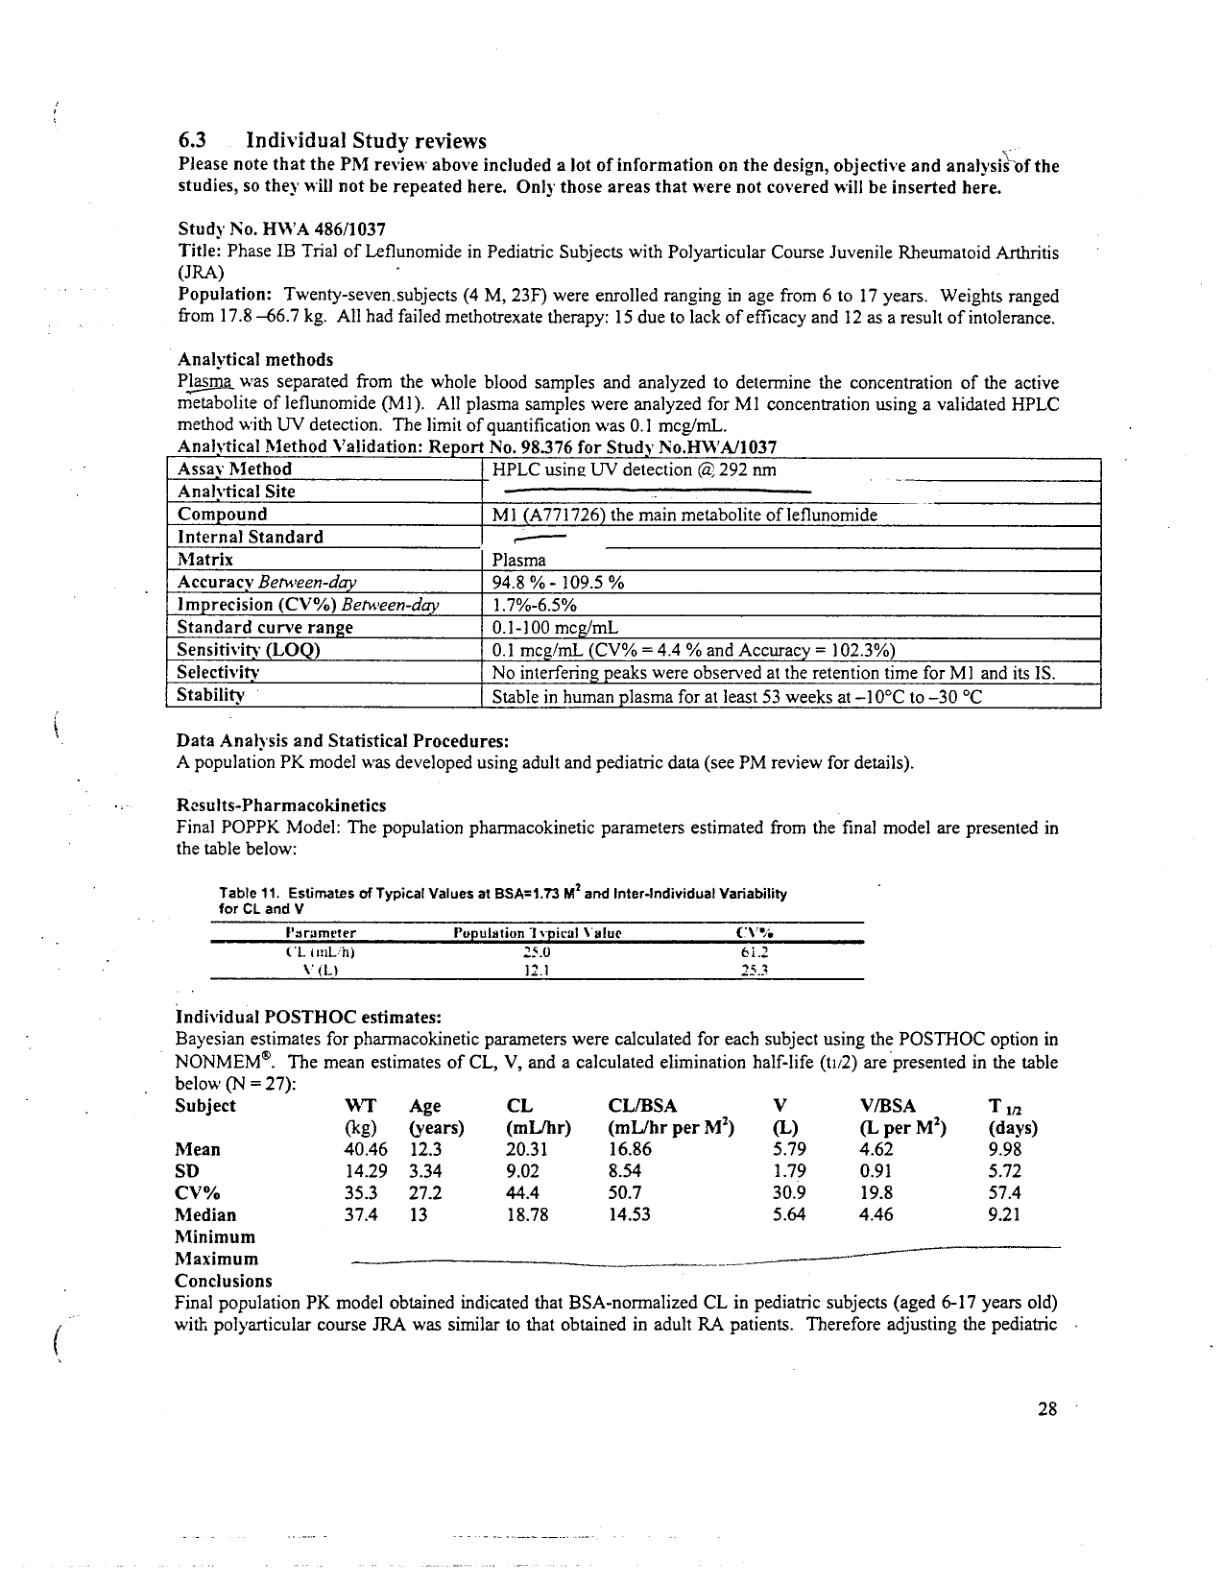 6.3 Individual Study reviews
Please note that the PM review above included a lot of information on the design, objective and analysis of the
studies, so they will not be repeated here. Only those areas that were not covered will be inserted here.
Study No. HWA 486/1037
Title: Phase IB Trial of Leflunomide in Pediatric Subjects with Polyarticular Course Juvenile Rheumatoid Arthritis
(JRA)
Population: Twenty-seven subjects (4 M, 23F) were enrolled ranging in age from 6 to 17 years. Weights ranged
from 17.8 –66.7 kg. All had failed methotrexate therapy: 15 due to lack of efficacy and 12 as a result of intolerance.
Analytical methods
Plasma was separated from the whole blood samples and analyzed to determine the concentration of the active
metabolite of leflunomide (M1). All plasma samples were analyzed for M1 concentration using a validated HPLC
method with UV detection. The limit of quantification was 0.1 mcg/mL.
Analytical Method Validation: Report No. 98.376 for Study No.HWA/1037
Assay Method HPLC using UV detection @ 292 nm
Analytical Site
Compound M1 (A771726) the main metabolite of leflunomide
Internal Standard
Matrix Plasma
Accuracy Between-day 94.8 % - 109.5 %
Imprecision (CV%) Between-day 1.7%-6.5%
Standard curve range 0.1-100 mcg/mL
Sensitivity (LOQ) 0.1 mcg/mL (CV% = 4.4 % and Accuracy = 102.3%)
Selectivity No interfering peaks were observed at the retention time for M1 and its IS.
Stability Stable in human plasma for at least 53 weeks at –10°C to –30 °C
Data Analysis and Statistical Procedures:
A population PK model was developed using adult and pediatric data (see PM review for details).
Results-Pharmacokinetics
Final POPPK Model: The population pharmacokinetic parameters estimated from the final model are presented in
the table below:
Table 11. Estimates of Typical Values at BSA=1.73 M² and Inter-Individual Variability
for CL and V
Parameter Population Typical Value CV%
CL (mL/h) 25.0 61.2
V (L) 12.1 25.3
Individual POSTHOC estimates:
Bayesian estimates for pharmacokinetic parameters were calculated for each subject using the POSTHOC option in
NONMEM®. The mean estimates of CL, V, and a calculated elimination half-life (t1/2) are presented in the table
below (N = 27):
Subject WT Age CL CL/BSA V V/BSA T 1/2
(kg) (years) (mL/hr) (mL/hr per M²) (L) (L per M²) (days)
Mean 40.46 12.3 20.31 16.86 5.79 4.62 9.98
SD 14.29 3.34 9.02 8.54 1.79 0.91 5.72
CV% 35.3 27.2 44.4 50.7 30.9 19.8 57.4
Median 37.4 13 18.78 14.53 5.64 4.46 9.21
Minimum
Maximum
Conclusions
Final population PK model obtained indicated that BSA-normalized CL in pediatric subjects (aged 6-17 years old)
with polyarticular course JRA was similar to that obtained in adult RA patients. Therefore adjusting the pediatric
28